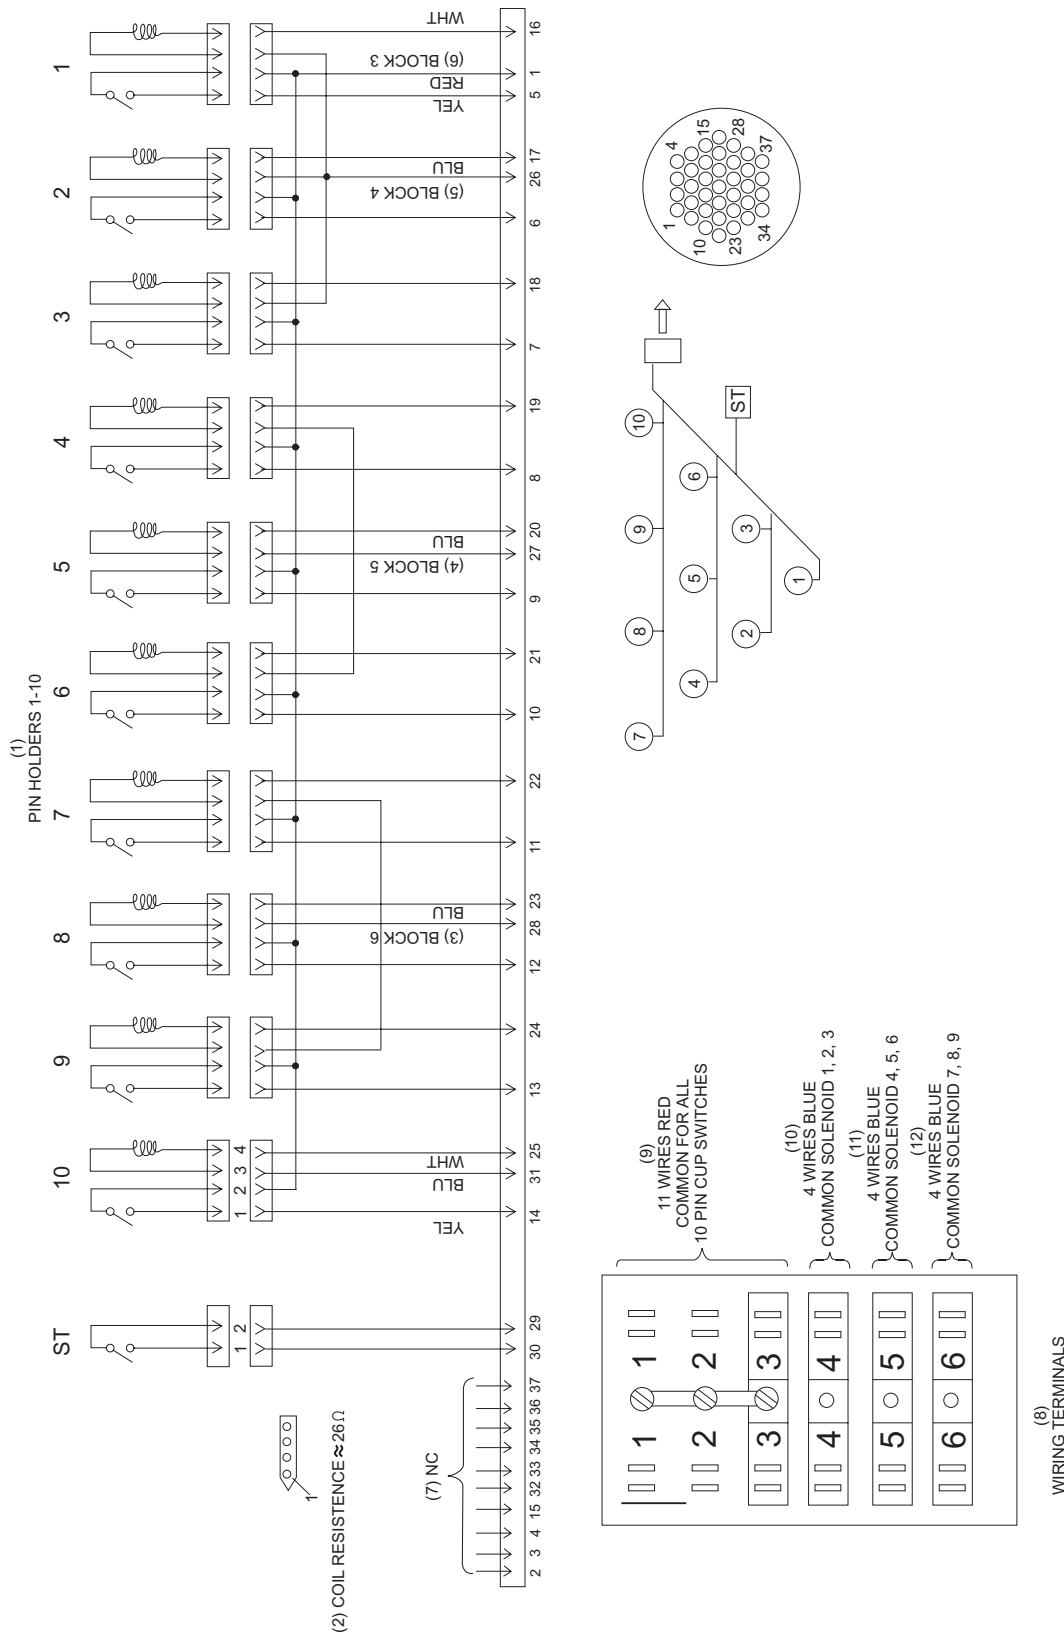 (1)
PIN HOLDERS 1-10
ST
10
9
8
7
6
5
4
3
2
1
1 2
1 2 3 4
1
(2) COIL RESISTENCE ≈ 26Ω
(7) NC
YEL
BLU
WHT
(3) BLOCK 6
BLU
(4) BLOCK 5
BLU
(5) BLOCK 4
BLU
YEL
RED
(6) BLOCK 3
WHT
2 3 4 15 32 33 34 35 36 37 30 29 14 31 25 13 24 12 28 23 11 22 10 21 9 27 20 8 19 7 18 6 26 17 5 1 16
1 1
2 2
3 3
4 4
5 5
6 6
(8)
WIRING TERMINALS
(9)
11 WIRES RED
COMMON FOR ALL
10 PIN CUP SWITCHES
(10)
4 WIRES BLUE
COMMON SOLENOID 1, 2, 3
(11)
4 WIRES BLUE
COMMON SOLENOID 4, 5, 6
(12)
4 WIRES BLUE
COMMON SOLENOID 7, 8, 9
7 8 9 10
4 5 6
ST
2 3
1
1 4
10 15
23 28
34 37